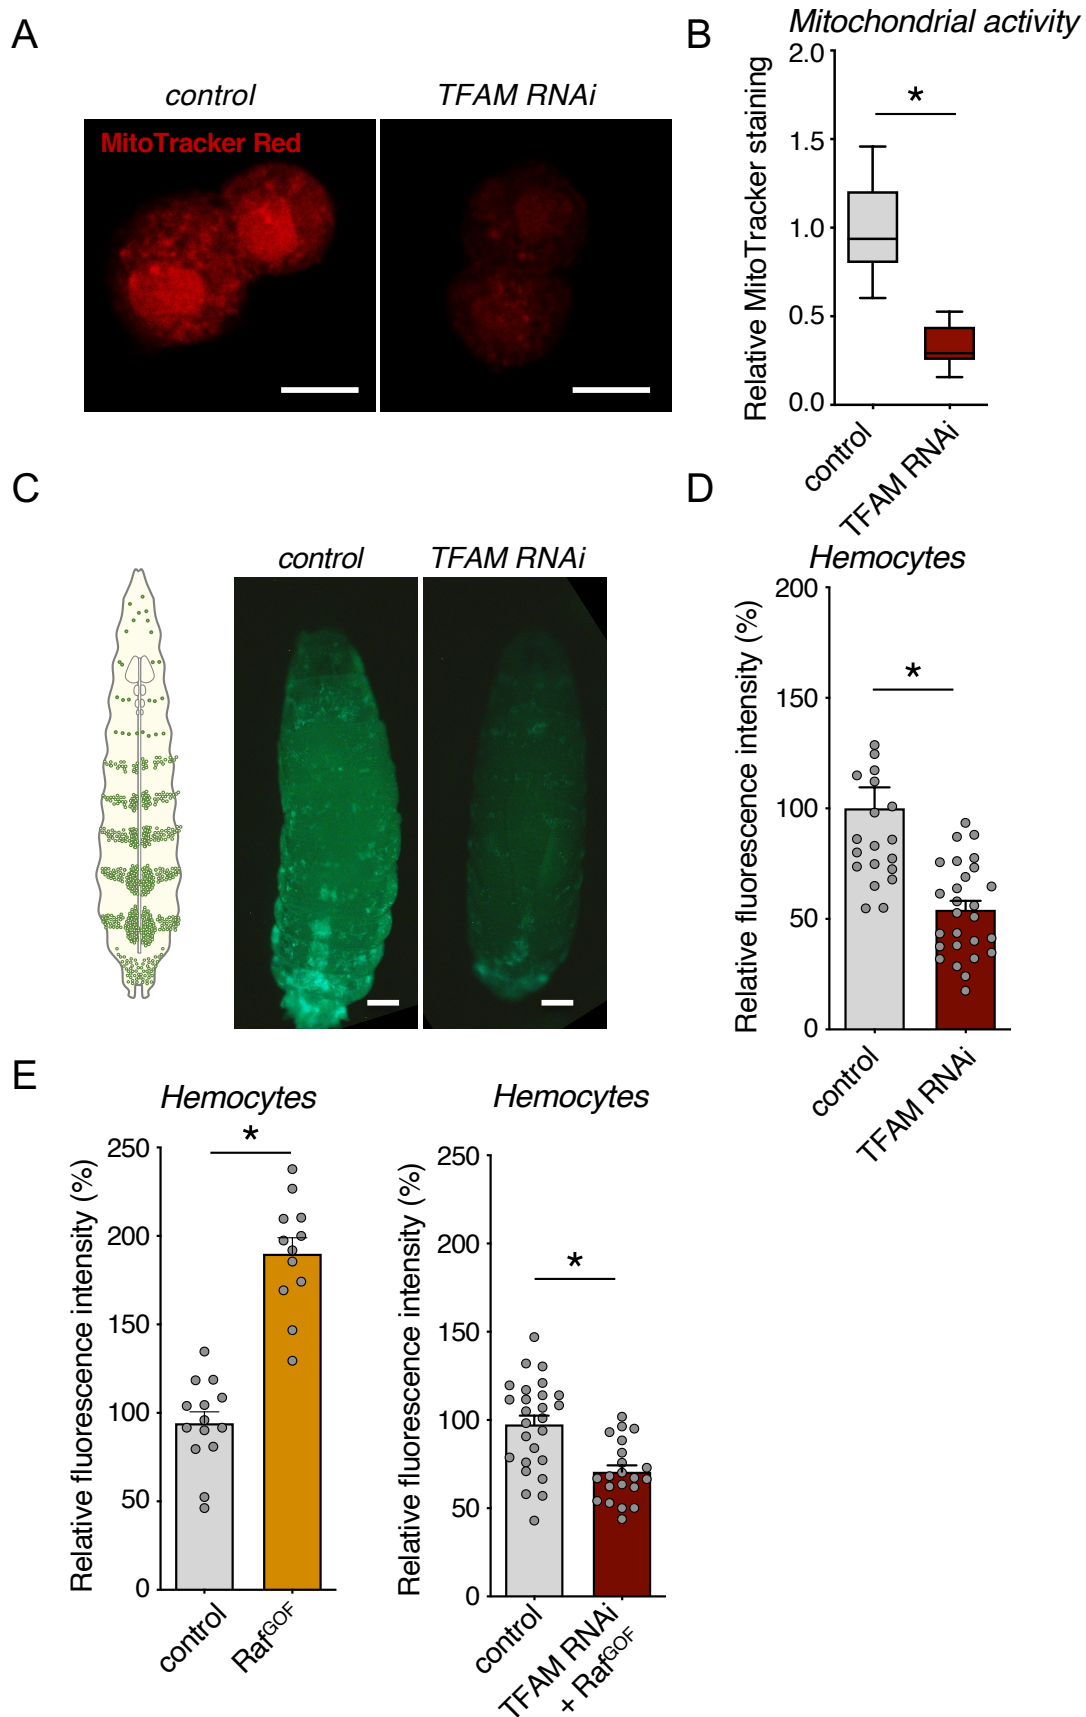 A
control
TFAM RNAi
MitoTracker Red
B
Mitochondrial activity
Relative MitoTracker staining
2.0
1.5
1.0
0.5
0.0
*
control
TFAM RNAi
C
control
TFAM RNAi
D
Hemocytes
Relative fluorescence intensity (%)
200
150
100
50
0
*
control
TFAM RNAi
E
Hemocytes
Relative fluorescence intensity (%)
250
200
150
100
50
0
*
control
RafGOF
Hemocytes
Relative fluorescence intensity (%)
250
200
150
100
50
0
*
control
TFAM RNAi
+ RafGOF